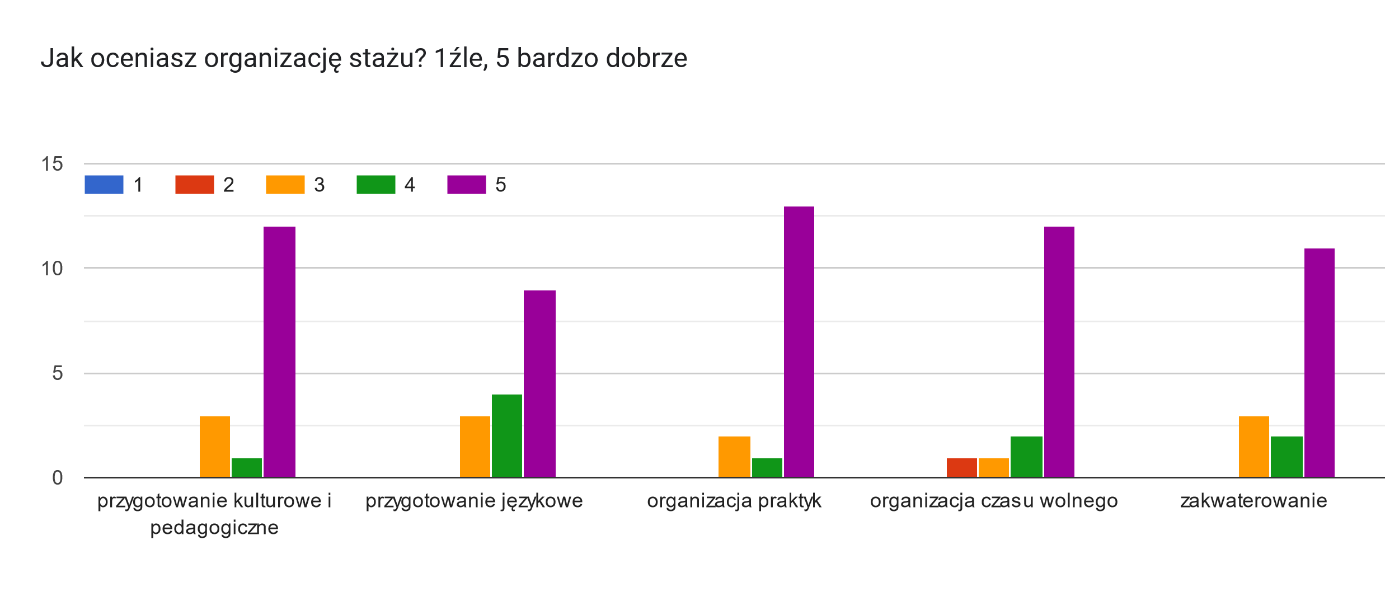 Jak oceniasz organizację stażu? 1źle, 5 bardzo dobrze
15
1 2 3 4 5
10
5
0
przygotowanie kulturowe i
pedagogiczne
przygotowanie językowe
organizacja praktyk
organizacja czasu wolnego
zakwaterowanie